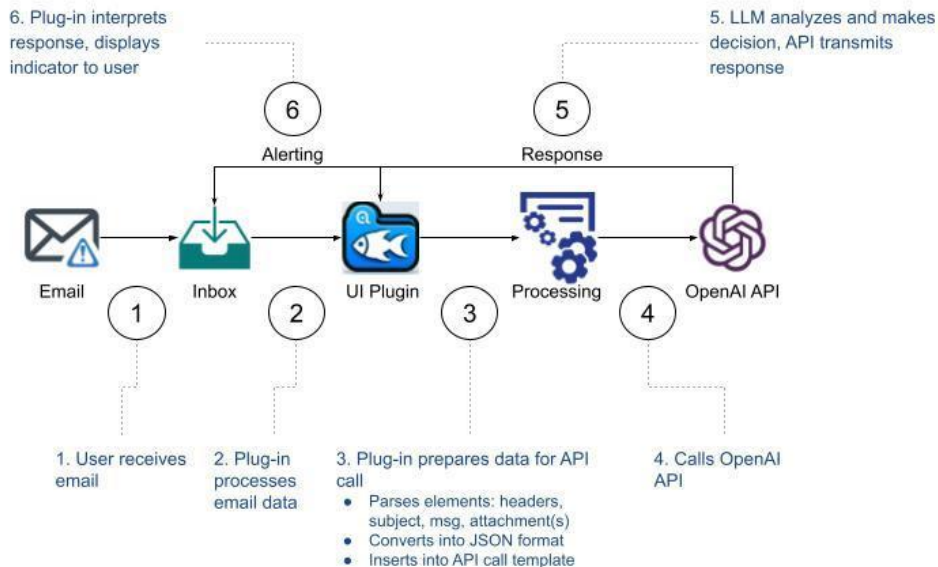 6. Plug-in interprets
response, displays
indicator to user
5. LLM analyzes and makes
decision, API transmits
response
6
5
Alerting
Response
Email
Inbox
UI Plugin
Processing
OpenAI API
1
2
3
4
1. User receives
email
2. Plug-in
processes
email data
3. Plug-in prepares data for API
call
● Parses elements: headers,
subject, msg, attachment(s)
● Converts into JSON format
● Inserts into API call template
4. Calls OpenAI
API